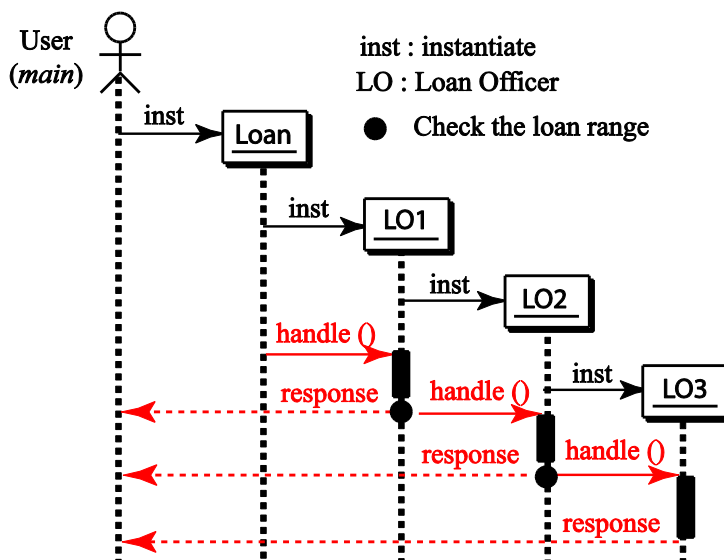 User
(main)
inst : instantiate
LO : Loan Officer
Check the loan range
inst
Loan
inst
LO1
inst
LO2
handle ()
inst
LO3
response
handle ()
response
handle ()
response